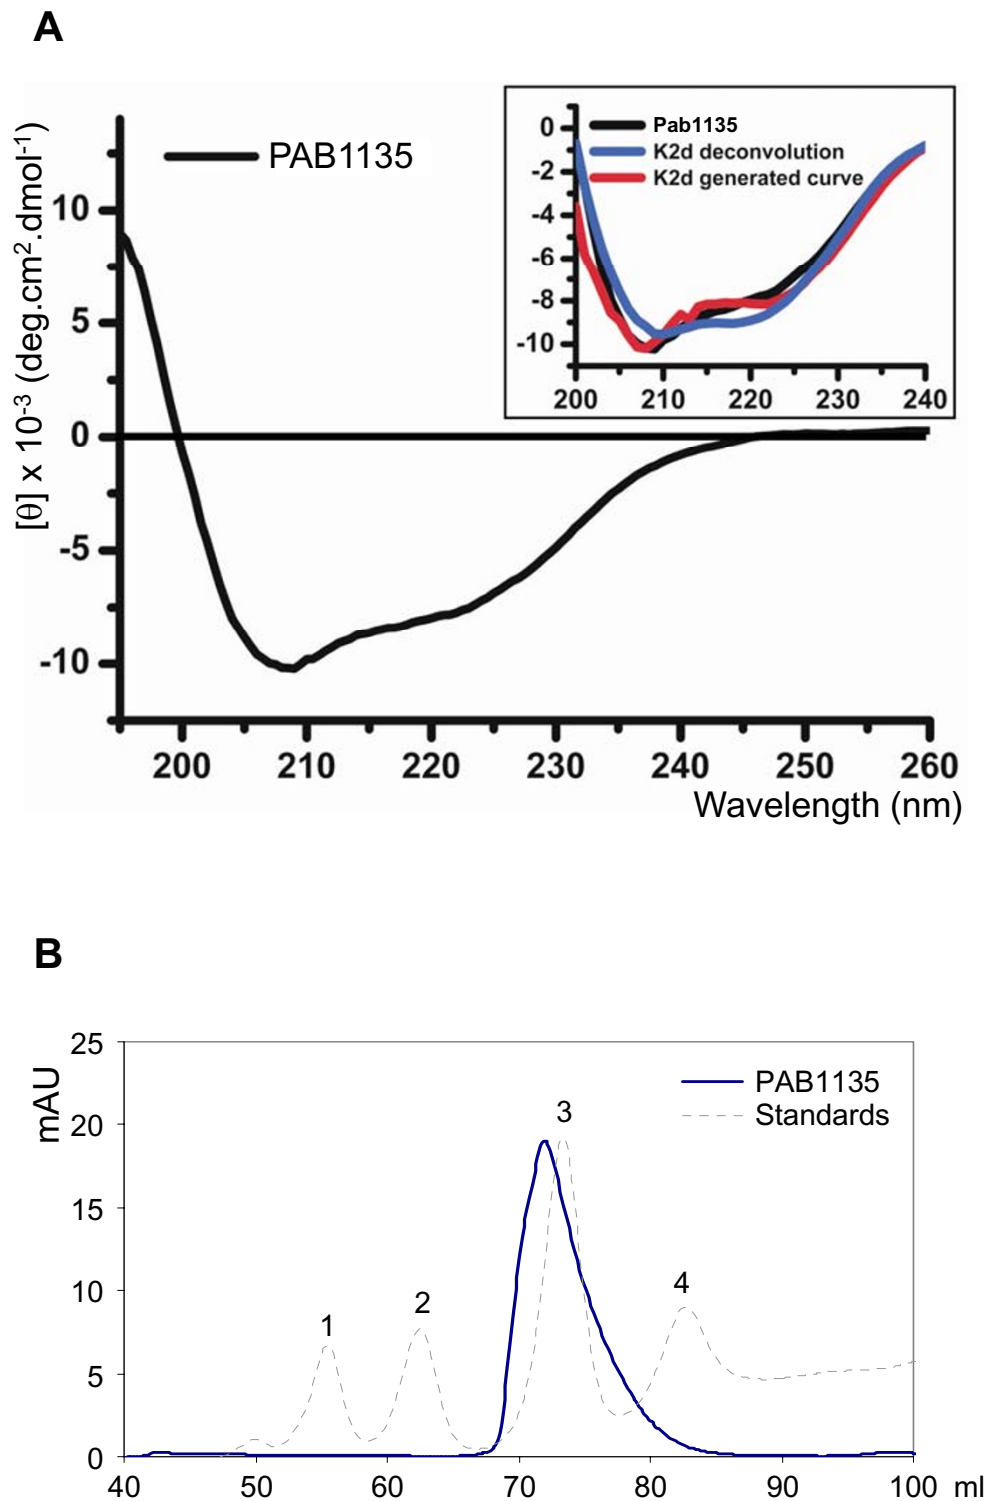 A
[θ] x 10-3 (deg.cm2.dmol-1)
PAB1135
10
5
0
-5
-10
200 210 220 230 240 250 260
Wavelength (nm)
Pab1135
K2d deconvolution
K2d generated curve
0
-2
-4
-6
-8
-10
200 210 220 230 240
B
mAU
25
20
15
10
5
0
PAB1135
Standards
1
2
3
4
40 50 60 70 80 90 100 ml